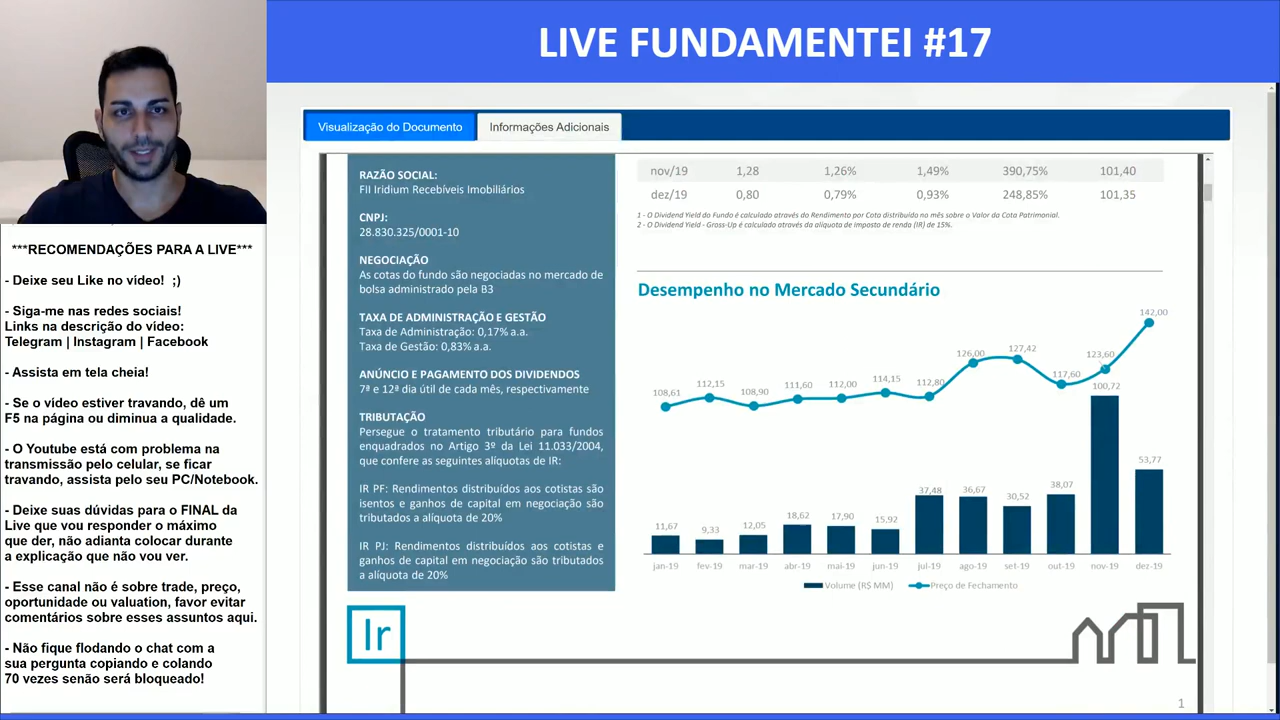 LIVE FUNDAMENTEI #17
***RECOMENDAÇÕES PARA A LIVE***
- Deixe seu Like no vídeo!  ;)
- Siga-me nas redes sociais!
Links na descrição do vídeo:
Telegram | Instagram | Facebook
- Assista em tela cheia!
- Se o vídeo estiver travando, dê um
F5 na página ou diminua a qualidade.
- O Youtube está com problema na
transmissão pelo celular, se ficar
travando, assista pelo seu PC/Notebook.
- Deixe suas dúvidas para o FINAL da
Live que vou responder o máximo
que der, não adianta colocar durante
a explicação que não vou ver.
- Esse canal não é sobre trade, preço,
oportunidade ou valuation, favor evitar
comentários sobre esses assuntos aqui.
- Não fique flodando o chat com a
sua pergunta copiando e colando
70 vezes senão será bloqueado!
Visualização do Documento
Informações Adicionais
RAZÃO SOCIAL:
FII Iridium Recebíveis Imobiliários
CNPJ:
28.830.325/0001-10
NEGOCIAÇÃO
As cotas do fundo são negociadas no mercado de
bolsa administrado pela B3
TAXA DE ADMINISTRAÇÃO E GESTÃO
Taxa de Administração: 0,17% a.a.
Taxa de Gestão: 0,83% a.a.
ANÚNCIO E PAGAMENTO DOS DIVIDENDOS
7ª e 12ª dia útil de cada mês, respectivamente
TRIBUTAÇÃO
Persegue o tratamento tributário para fundos
enquadrados no Artigo 3º da Lei 11.033/2004,
que confere as seguintes alíquotas de IR:
IR PF: Rendimentos distribuídos aos cotistas são
isentos e ganhos de capital em negociação são
tributados a alíquota de 20%
IR PJ: Rendimentos distribuídos aos cotistas e
ganhos de capital em negociação são tributados
a alíquota de 20%
Ir
nov/19 1,28 1,26% 1,49% 390,75% 101,40
dez/19 0,80 0,79% 0,93% 248,85% 101,35
1 - O Dividend Yield do Fundo é calculado através do Rendimento por Cota distribuído no mês sobre o Valor da Cota Patrimonial.
2 - O Dividend Yield - Gross-Up é calculado através da alíquota de imposto de renda (IR) de 15%.
Desempenho no Mercado Secundário
108,61 112,15 108,90 111,60 112,00 114,15 112,80 126,00 127,42 117,60 123,60 142,00
11,67 9,33 12,05 18,62 17,90 15,92 37,48 36,67 30,52 38,07 100,72 53,77
jan-19 fev-19 mar-19 abr-19 mai-19 jun-19 jul-19 ago-19 set-19 out-19 nov-19 dez-19
Volume (R$ MM) Preço de Fechamento
1